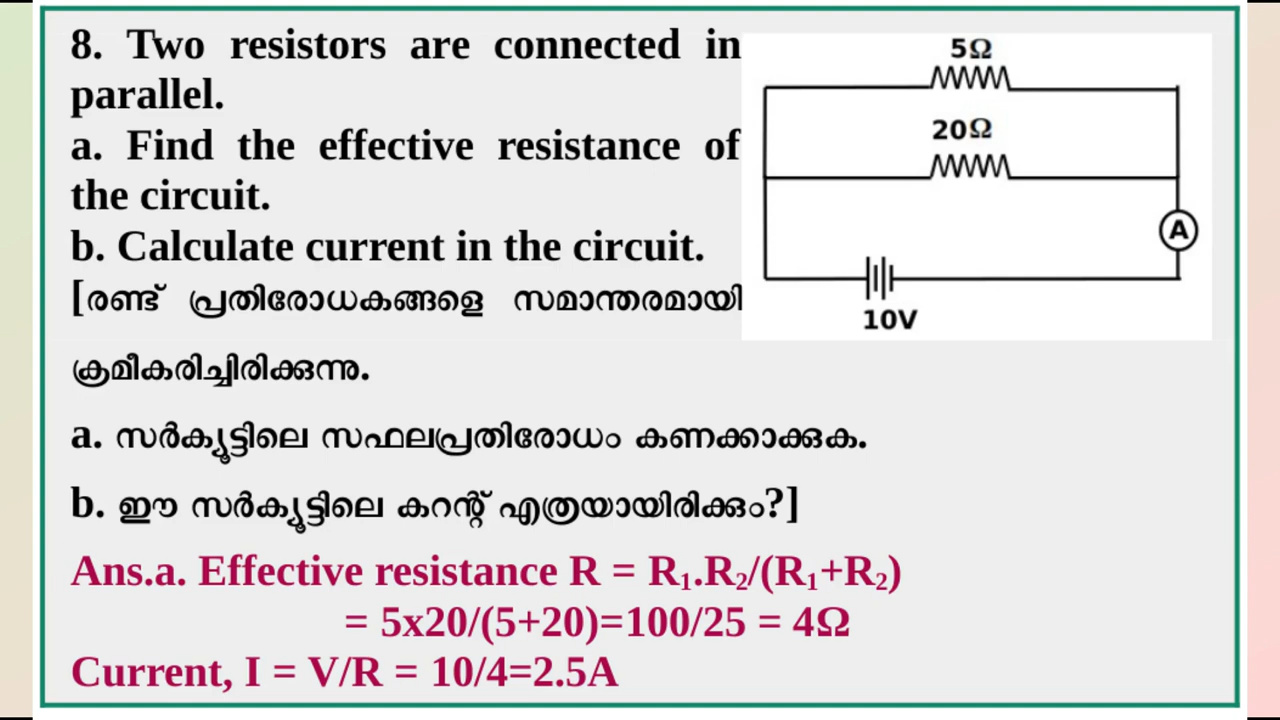 8. Two resistors are connected in
parallel.
a. Find the effective resistance of
the circuit.
b. Calculate current in the circuit.
[രണ്ട് പ്രതിരോധകങ്ങളെ സമാന്തരമായി
ക്രമീകരിച്ചിരിക്കുന്നു.
a. സർക്യൂട്ടിലെ സഫലപ്രതിരോധം കണക്കാക്കുക.
b. ഈ സർക്യൂട്ടിലെ കറന്റ് എത്രയായിരിക്കും?]
Ans.a. Effective resistance R = R₁.R₂/(R₁+R₂)
= 5x20/(5+20)=100/25 = 4Ω
Current, I = V/R = 10/4=2.5A
5Ω
20Ω
A
10V